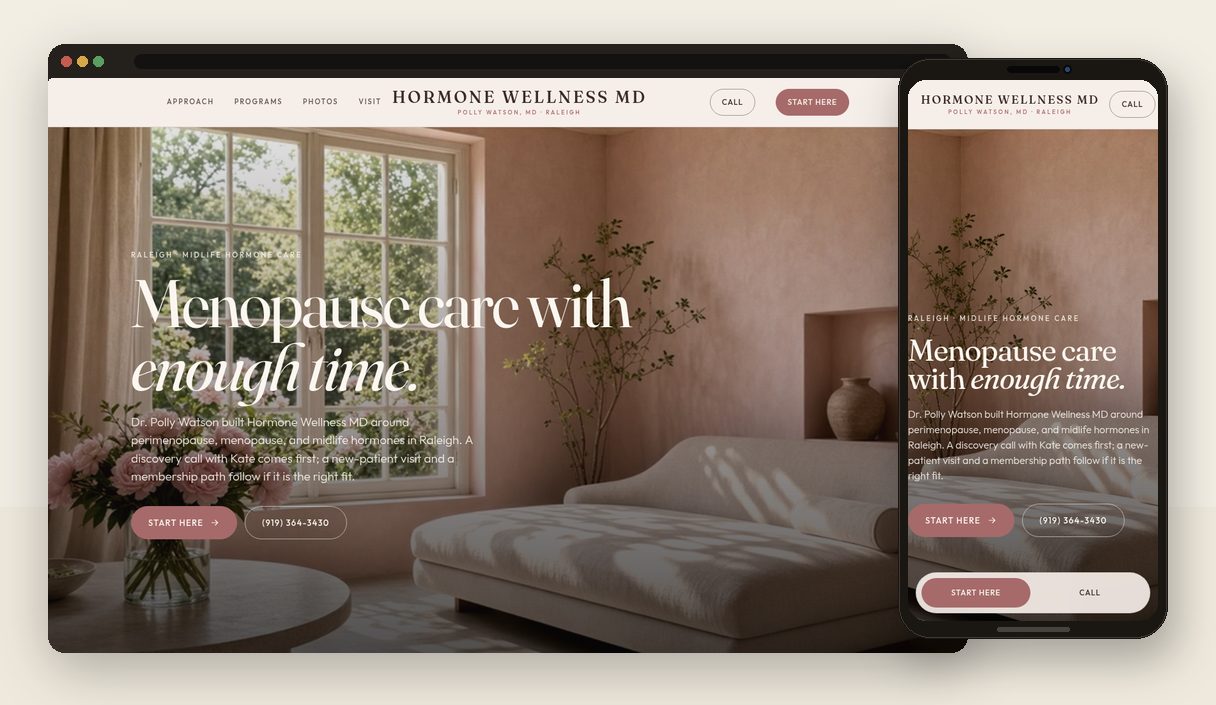 APPROACH PROGRAMS PHOTOS VISIT
HORMONE WELLNESS MD
POLLY WATSON, MD · RALEIGH
CALL
START HERE
RALEIGH · MIDLIFE HORMONE CARE
Menopause care with
enough time.
Dr. Polly Watson built Hormone Wellness MD around
perimenopause, menopause, and midlife hormones in Raleigh. A
discovery call with Kate comes first; a new-patient visit and a
membership path follow if it is the right fit.
START HERE →
(919) 364-3430
HORMONE WELLNESS MD
POLLY WATSON, MD · RALEIGH
CALL
RALEIGH · MIDLIFE HORMONE CARE
Menopause care
with enough time.
Dr. Polly Watson built Hormone Wellness MD around
perimenopause, menopause, and midlife hormones in
Raleigh. A discovery call with Kate comes first; a new-
patient visit and a membership path follow if it is the
right fit.
START HERE →
(919) 364-3430
START HERE
CALL